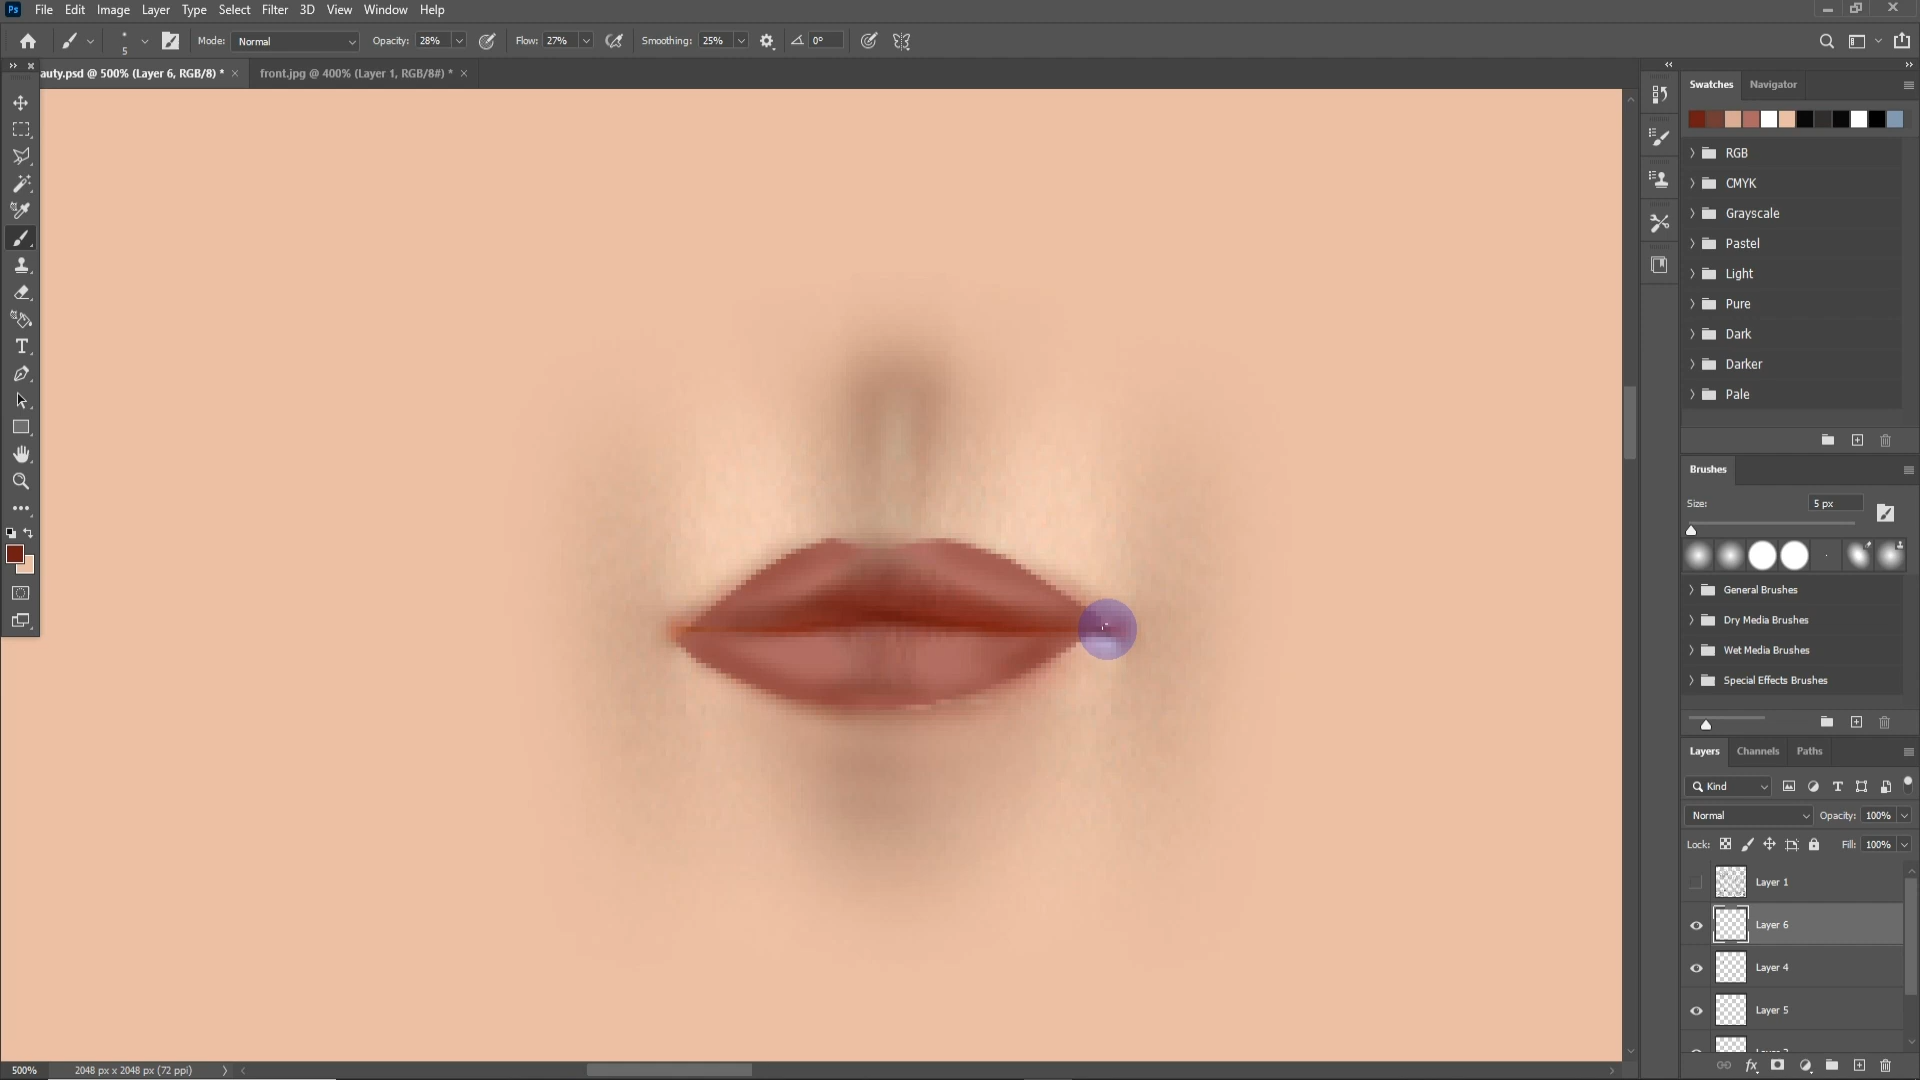 Ps File Edit Image Layer Type Select Filter 3D View Window Help
5 Mode: Normal Opacity: 28% Flow: 27% Smoothing: 25% 0°
auty.psd @ 500% (Layer 6, RGB/8) * × front.jpg @ 400% (Layer 1, RGB/8#) * ×
Swatches Navigator
RGB
CMYK
Grayscale
Pastel
Light
Pure
Dark
Darker
Pale
Brushes
Size: 5 px
General Brushes
Dry Media Brushes
Wet Media Brushes
Special Effects Brushes
Layers Channels Paths
Kind
Normal Opacity: 100%
Lock: Fill: 100%
Layer 1
Layer 6
Layer 4
Layer 5
500% 2048 px x 2048 px (72 ppi)